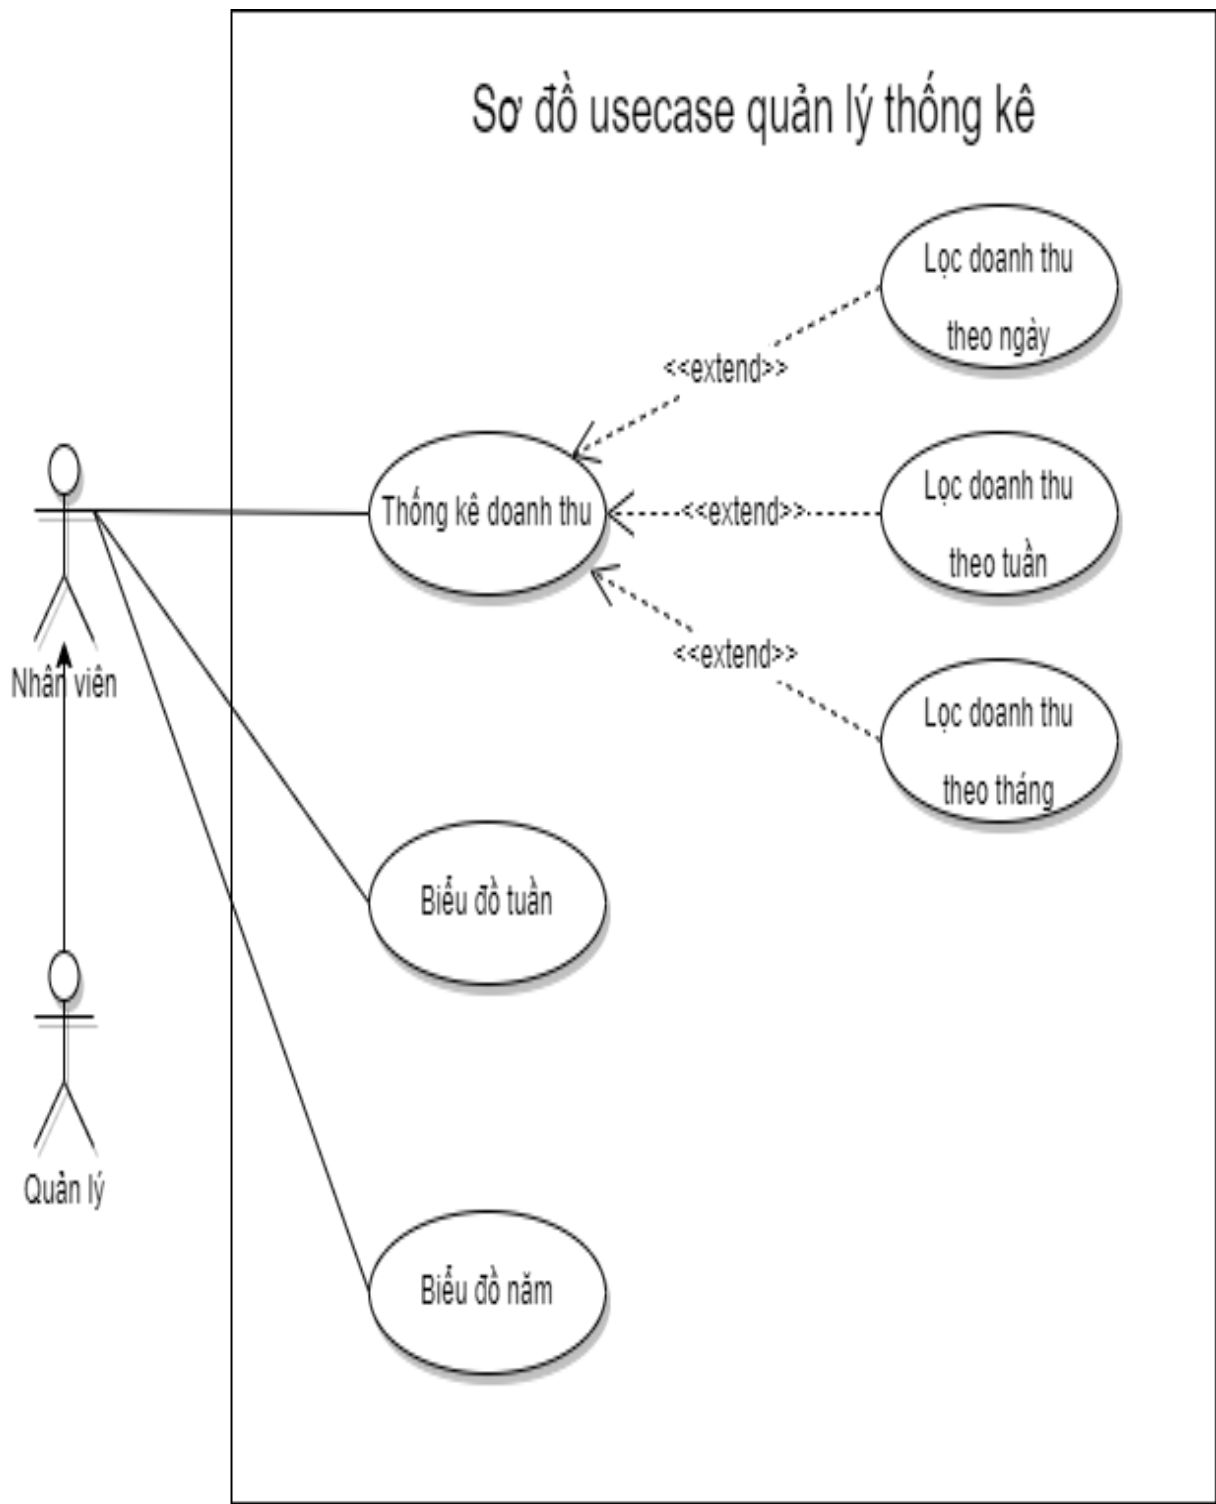 Sơ đồ usecase quản lý thống kê
Lọc doanh thu
theo ngày
<<extend>>
Thống kê doanh thu
<<extend>>
Lọc doanh thu
theo tuần
<<extend>>
Nhân viên
Lọc doanh thu
theo tháng
Biểu đồ tuần
Quản lý
Biểu đồ năm